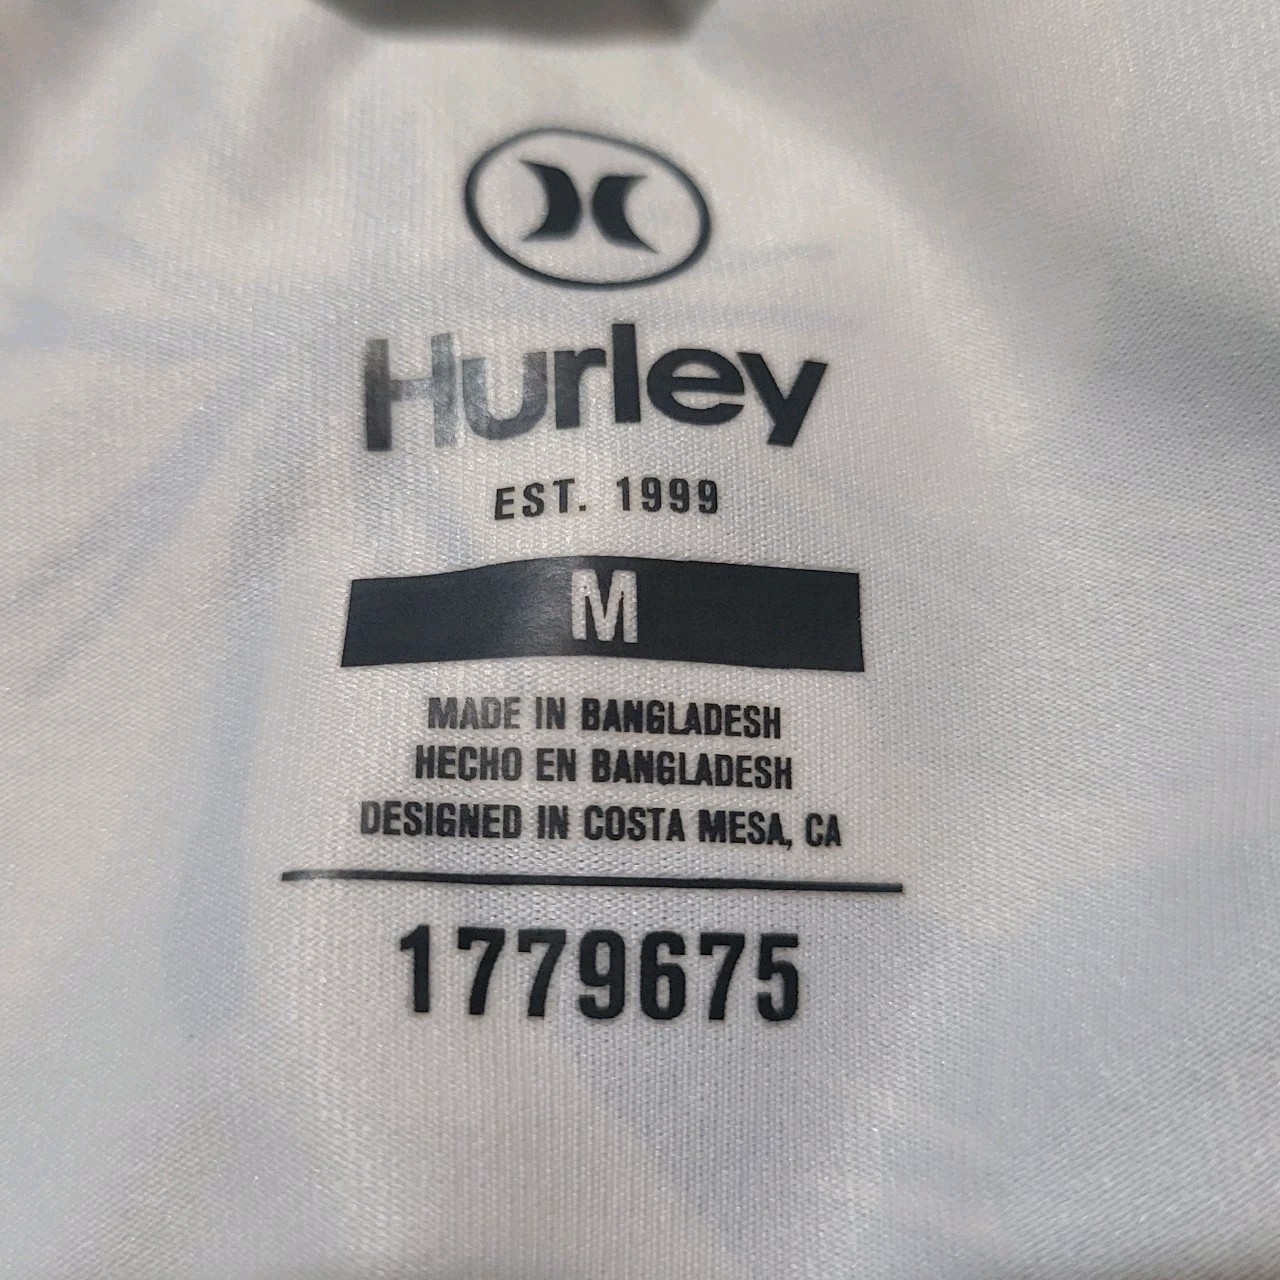 Hurley
EST. 1999
M
MADE IN BANGLADESH
HECHO EN BANGLADESH
DESIGNED IN COSTA MESA, CA
1779675